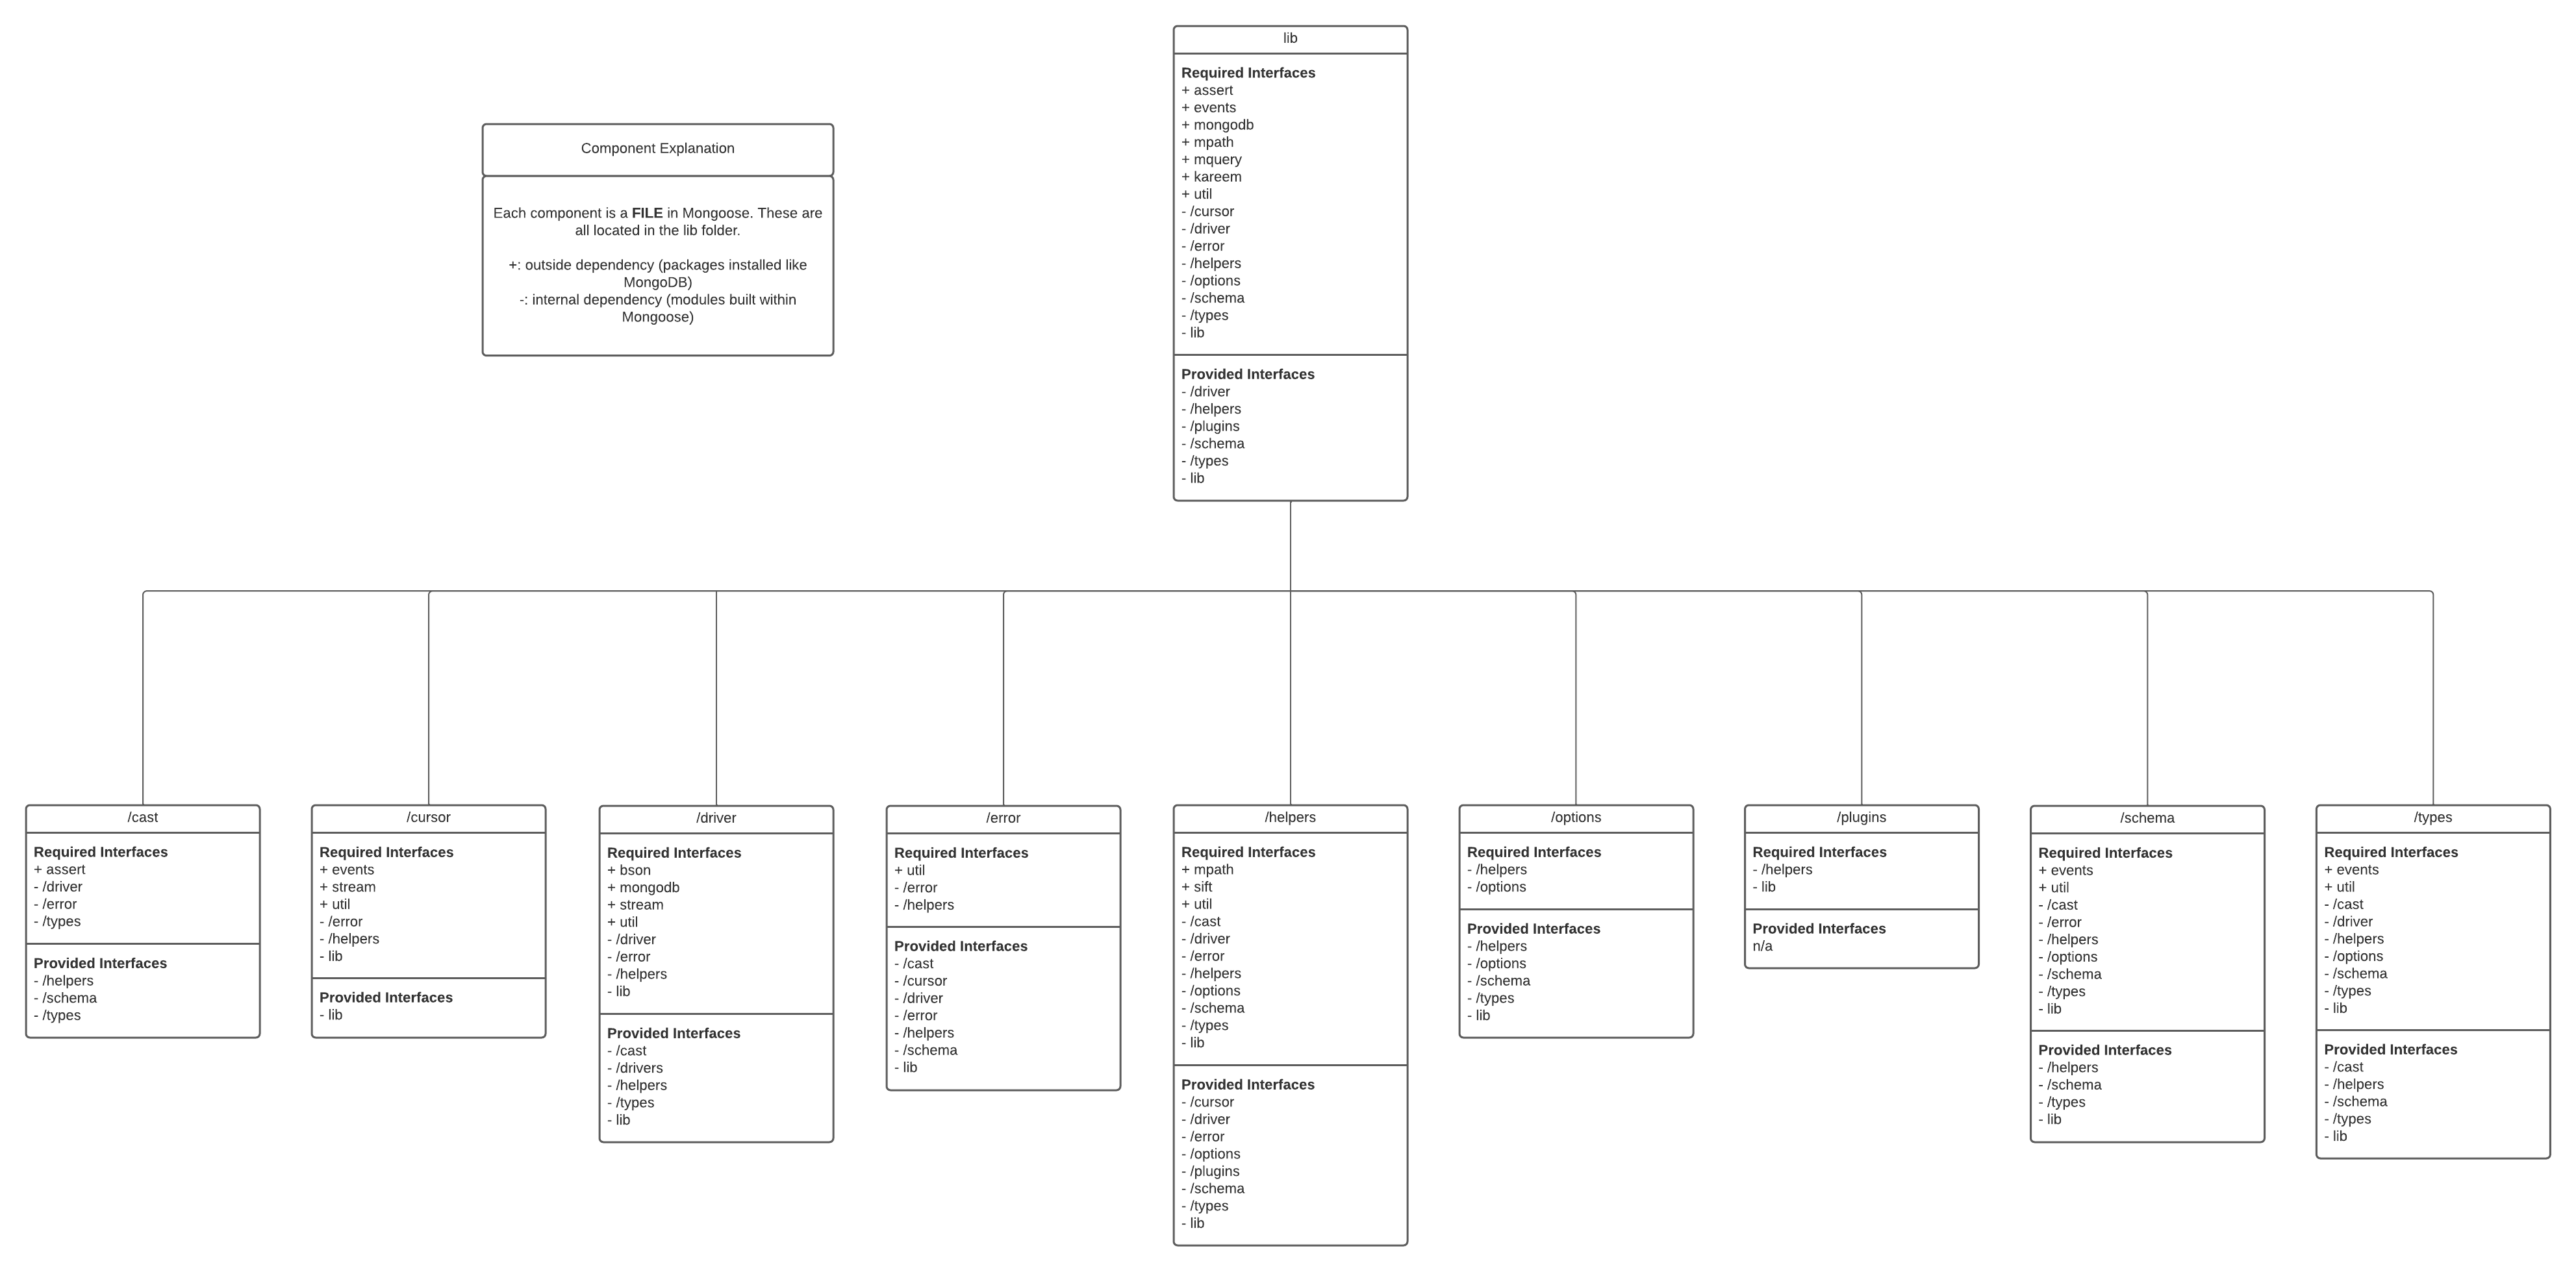 lib
Required Interfaces
+ assert
+ events
+ mongodb
+ mpath
+ mquery
+ kareem
+ util
- /cursor
- /driver
- /error
- /helpers
- /options
- /schema
- /types
- lib
Provided Interfaces
- /driver
- /helpers
- /plugins
- /schema
- /types
- lib
Component Explanation
Each component is a FILE in Mongoose. These are
all located in the lib folder.
+: outside dependency (packages installed like
MongoDB)
-: internal dependency (modules built within
Mongoose)
/cast
Required Interfaces
+ assert
- /driver
- /error
- /types
Provided Interfaces
- /helpers
- /schema
- /types
/cursor
Required Interfaces
+ events
+ stream
+ util
- /error
- /helpers
- lib
Provided Interfaces
- lib
/driver
Required Interfaces
+ bson
+ mongodb
+ stream
+ util
- /driver
- /error
- /helpers
- lib
Provided Interfaces
- /cast
- /drivers
- /helpers
- /types
- lib
/error
Required Interfaces
+ util
- /error
- /helpers
Provided Interfaces
- /cast
- /cursor
- /driver
- /error
- /helpers
- /schema
- lib
/helpers
Required Interfaces
+ mpath
+ sift
+ util
- /cast
- /driver
- /error
- /helpers
- /options
- /schema
- /types
- lib
Provided Interfaces
- /cursor
- /driver
- /error
- /options
- /plugins
- /schema
- /types
- lib
/options
Required Interfaces
- /helpers
- /options
Provided Interfaces
- /helpers
- /options
- /schema
- /types
- lib
/plugins
Required Interfaces
- /helpers
- lib
Provided Interfaces
n/a
/schema
Required Interfaces
+ events
+ util
- /cast
- /error
- /helpers
- /options
- /schema
- /types
- lib
Provided Interfaces
- /helpers
- /schema
- /types
- lib
/types
Required Interfaces
+ events
+ util
- /cast
- /driver
- /helpers
- /options
- /schema
- /types
- lib
Provided Interfaces
- /cast
- /helpers
- /schema
- /types
- lib